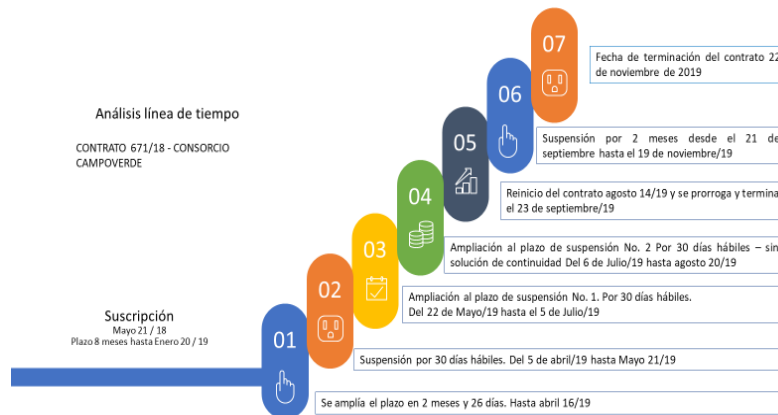 Análisis línea de tiempo
CONTRATO 671/18 - CONSORCIO
CAMPOVERDE
Suscripción
Mayo 21 / 18
Plazo 8 meses hasta Enero 20 / 19
01
Se amplía el plazo en 2 meses y 26 días. Hasta abril 16/19
02
Suspensión por 30 días hábiles. Del 5 de abril/19 hasta Mayo 21/19
03
Ampliación al plazo de suspensión No. 1. Por 30 días hábiles.
Del 22 de Mayo/19 hasta el 5 de Julio/19
04
Ampliación al plazo de suspensión No. 2 Por 30 días hábiles – sin
solución de continuidad Del 6 de Julio/19 hasta agosto 20/19
05
Reinicio del contrato agosto 14/19 y se prorroga y termina
el 23 de septiembre/19
06
Suspensión por 2 meses desde el 21 de
septiembre hasta el 19 de noviembre/19
07
Fecha de terminación del contrato 22
de noviembre de 2019